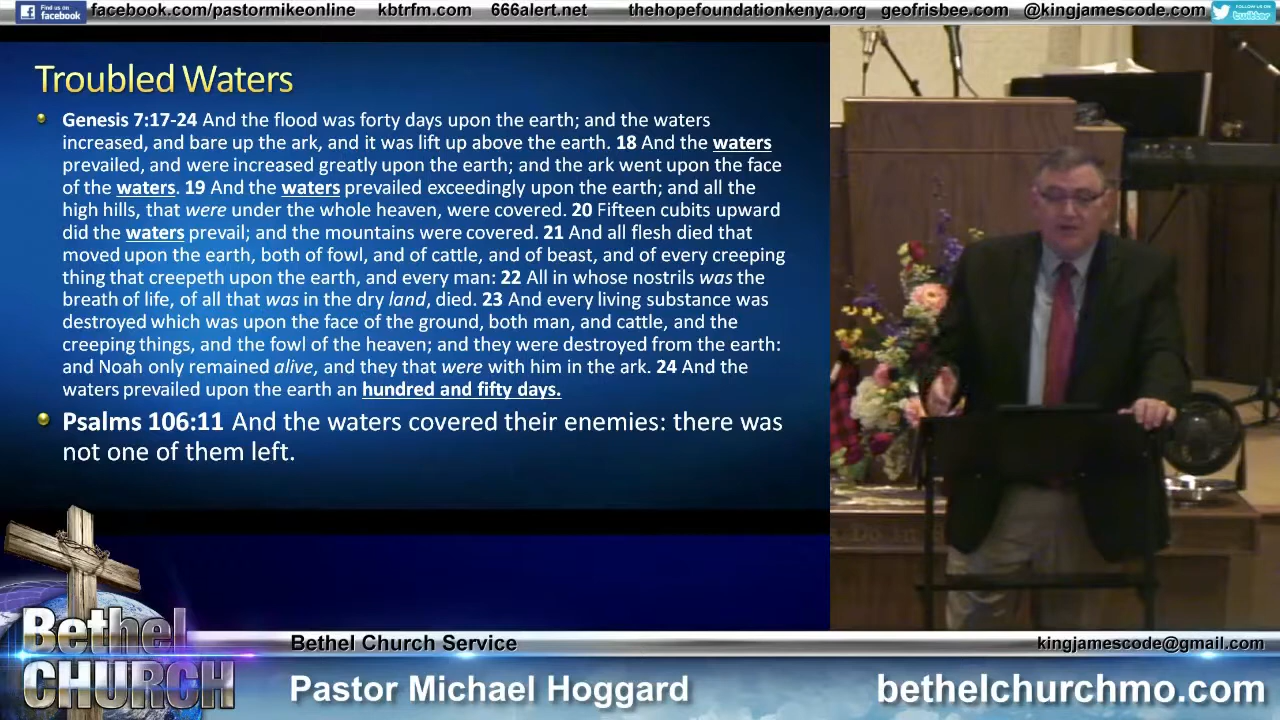 Find us on facebook facebook.com/pastormikeonline kbtrfm.com 666alert.net thehopefoundationkenya.org geofrisbee.com @kingjamescode.com FOLLOW US ON twitter
Troubled Waters
Genesis 7:17-24 And the flood was forty days upon the earth; and the waters
increased, and bare up the ark, and it was lift up above the earth. 18 And the waters
prevailed, and were increased greatly upon the earth; and the ark went upon the face
of the waters. 19 And the waters prevailed exceedingly upon the earth; and all the
high hills, that were under the whole heaven, were covered. 20 Fifteen cubits upward
did the waters prevail; and the mountains were covered. 21 And all flesh died that
moved upon the earth, both of fowl, and of cattle, and of beast, and of every creeping
thing that creepeth upon the earth, and every man: 22 All in whose nostrils was the
breath of life, of all that was in the dry land, died. 23 And every living substance was
destroyed which was upon the face of the ground, both man, and cattle, and the
creeping things, and the fowl of the heaven; and they were destroyed from the earth:
and Noah only remained alive, and they that were with him in the ark. 24 And the
waters prevailed upon the earth an hundred and fifty days.
Psalms 106:11 And the waters covered their enemies: there was
not one of them left.
Bethel
CHURCH
Bethel Church Service kingjamescode@gmail.com
Pastor Michael Hoggard bethelchurchmo.com